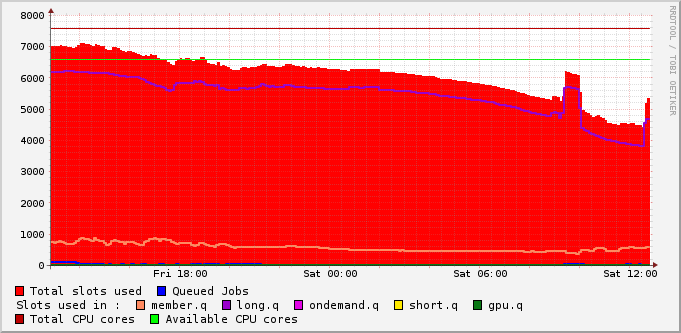 8000
7000
6000
5000
4000
3000
2000
1000
0
Fri 18:00 Sat 00:00 Sat 06:00 Sat 12:00
Total slots used Queued Jobs
Slots used in : member.q long.q ondemand.q short.q gpu.q
Total CPU cores Available CPU cores
RRDTOOL / TOBI OETIKER